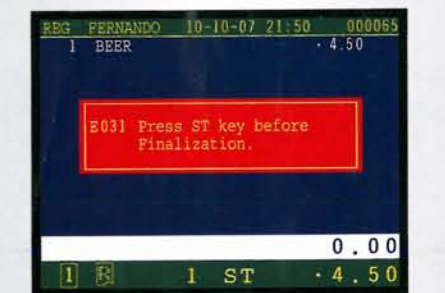 REG FERNANDO 10-10-07 21:50 000065
1 BEER ·4.50
E031 Press ST key before
Finalization.
0.00
1 R 1 ST ·4.50